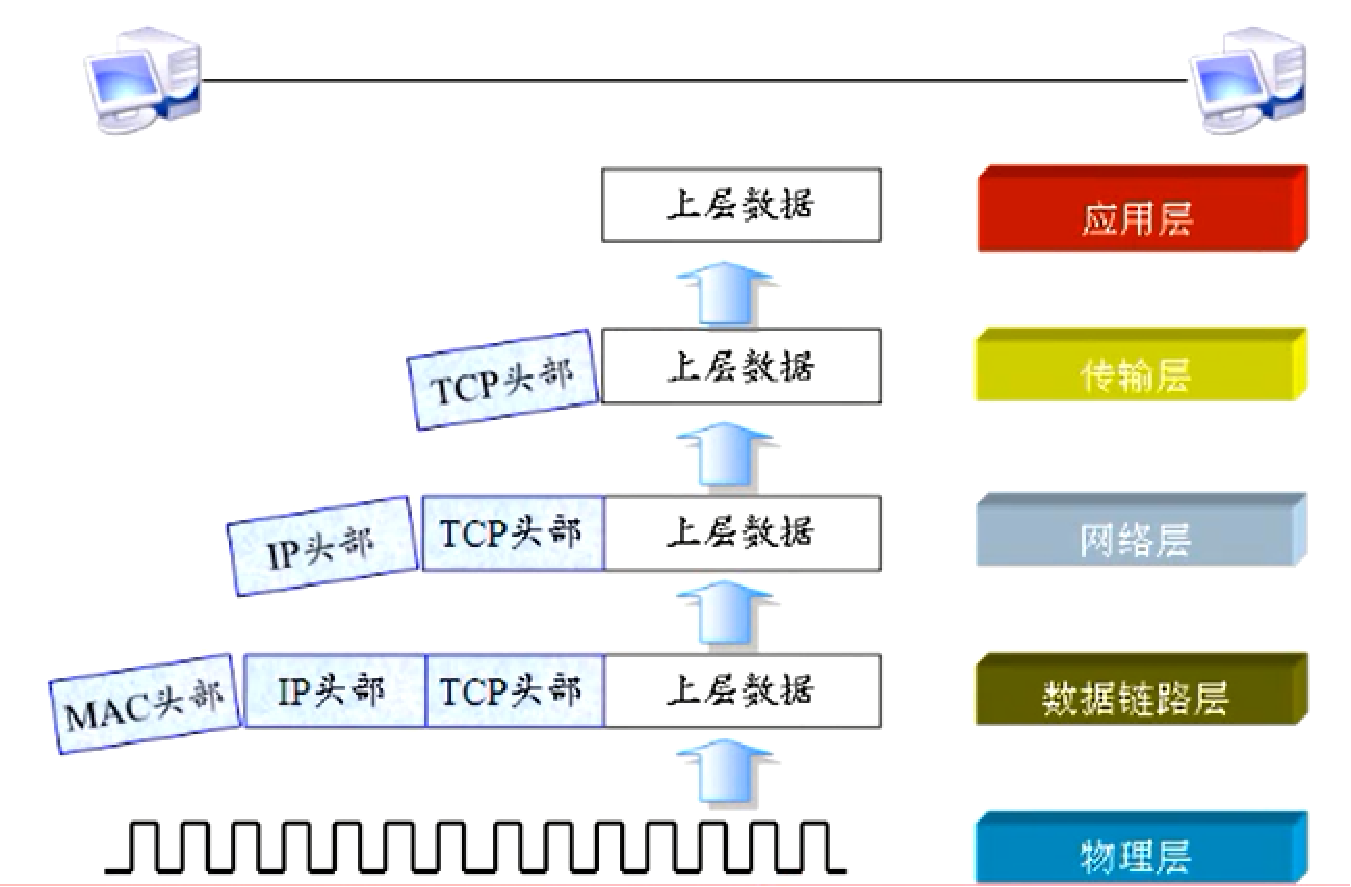 上层数据
应用层
TCP头部 上层数据
传输层
IP头部 TCP头部 上层数据
网络层
MAC头部 IP头部 TCP头部 上层数据
数据链路层
物理层